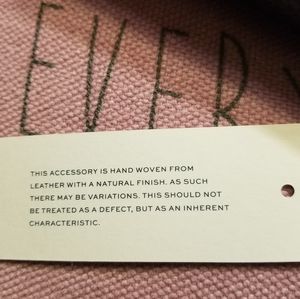 EVERY
THIS ACCESSORY IS HAND WOVEN FROM
LEATHER WITH A NATURAL FINISH. AS SUCH
THERE MAY BE VARIATIONS. THIS SHOULD NOT
BE TREATED AS A DEFECT, BUT AS AN INHERENT
CHARACTERISTIC.